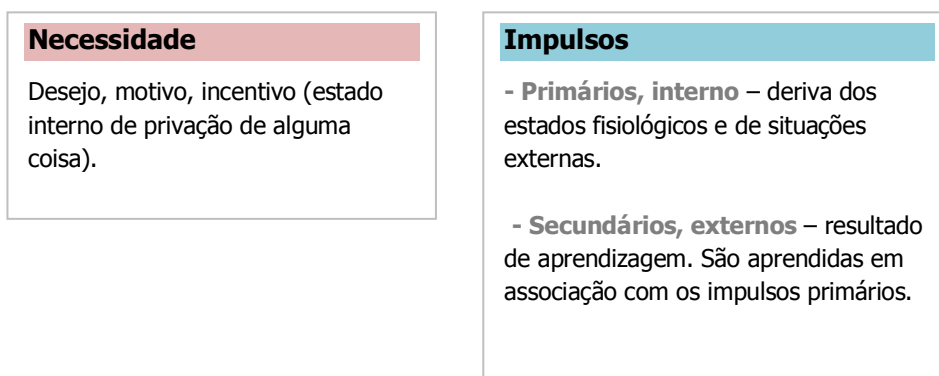 Necessidade
Desejo, motivo, incentivo (estado
interno de privação de alguma
coisa).
Impulsos
- Primários, interno – deriva dos
estados fisiológicos e de situações
externas.
- Secundários, externos – resultado
de aprendizagem. São aprendidas em
associação com os impulsos primários.